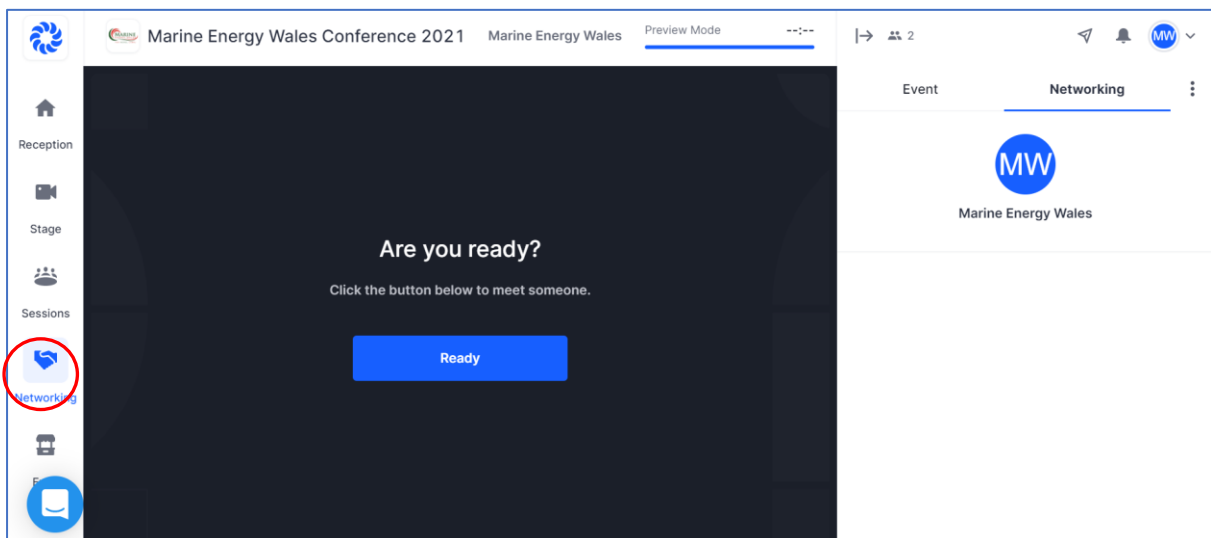 Marine Energy Wales Conference 2021 Marine Energy Wales Preview Mode --:-- 2 MW
Event Networking
Reception
MW
Marine Energy Wales
Stage
Are you ready?
Click the button below to meet someone.
Sessions
Ready
Networking